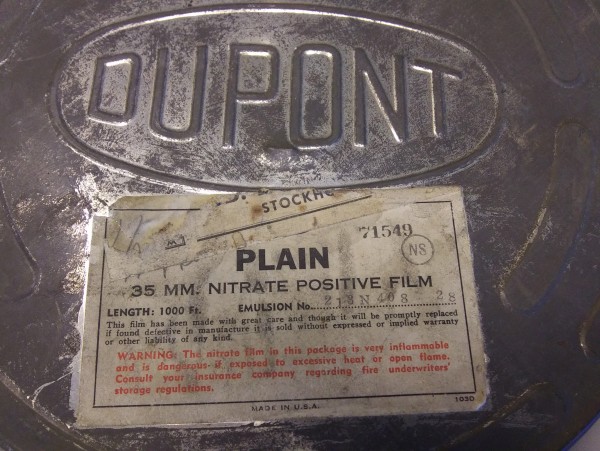 DUPONT
STOCKHO
71549
NS
PLAIN
35 MM. NITRATE POSITIVE FILM
LENGTH: 1000 Ft. EMULSION No. 213N408 28
This film has been made with great care and though it will be promptly replaced
if found defective in manufacture it is sold without expressed or implied warranty
or other liability of any kind.
WARNING: The nitrate film in this package is very inflammable
and is dangerous if exposed to excessive heat or open flame.
Consult your insurance company regarding fire underwriters'
storage regulations.
MADE IN U.S.A.
1030